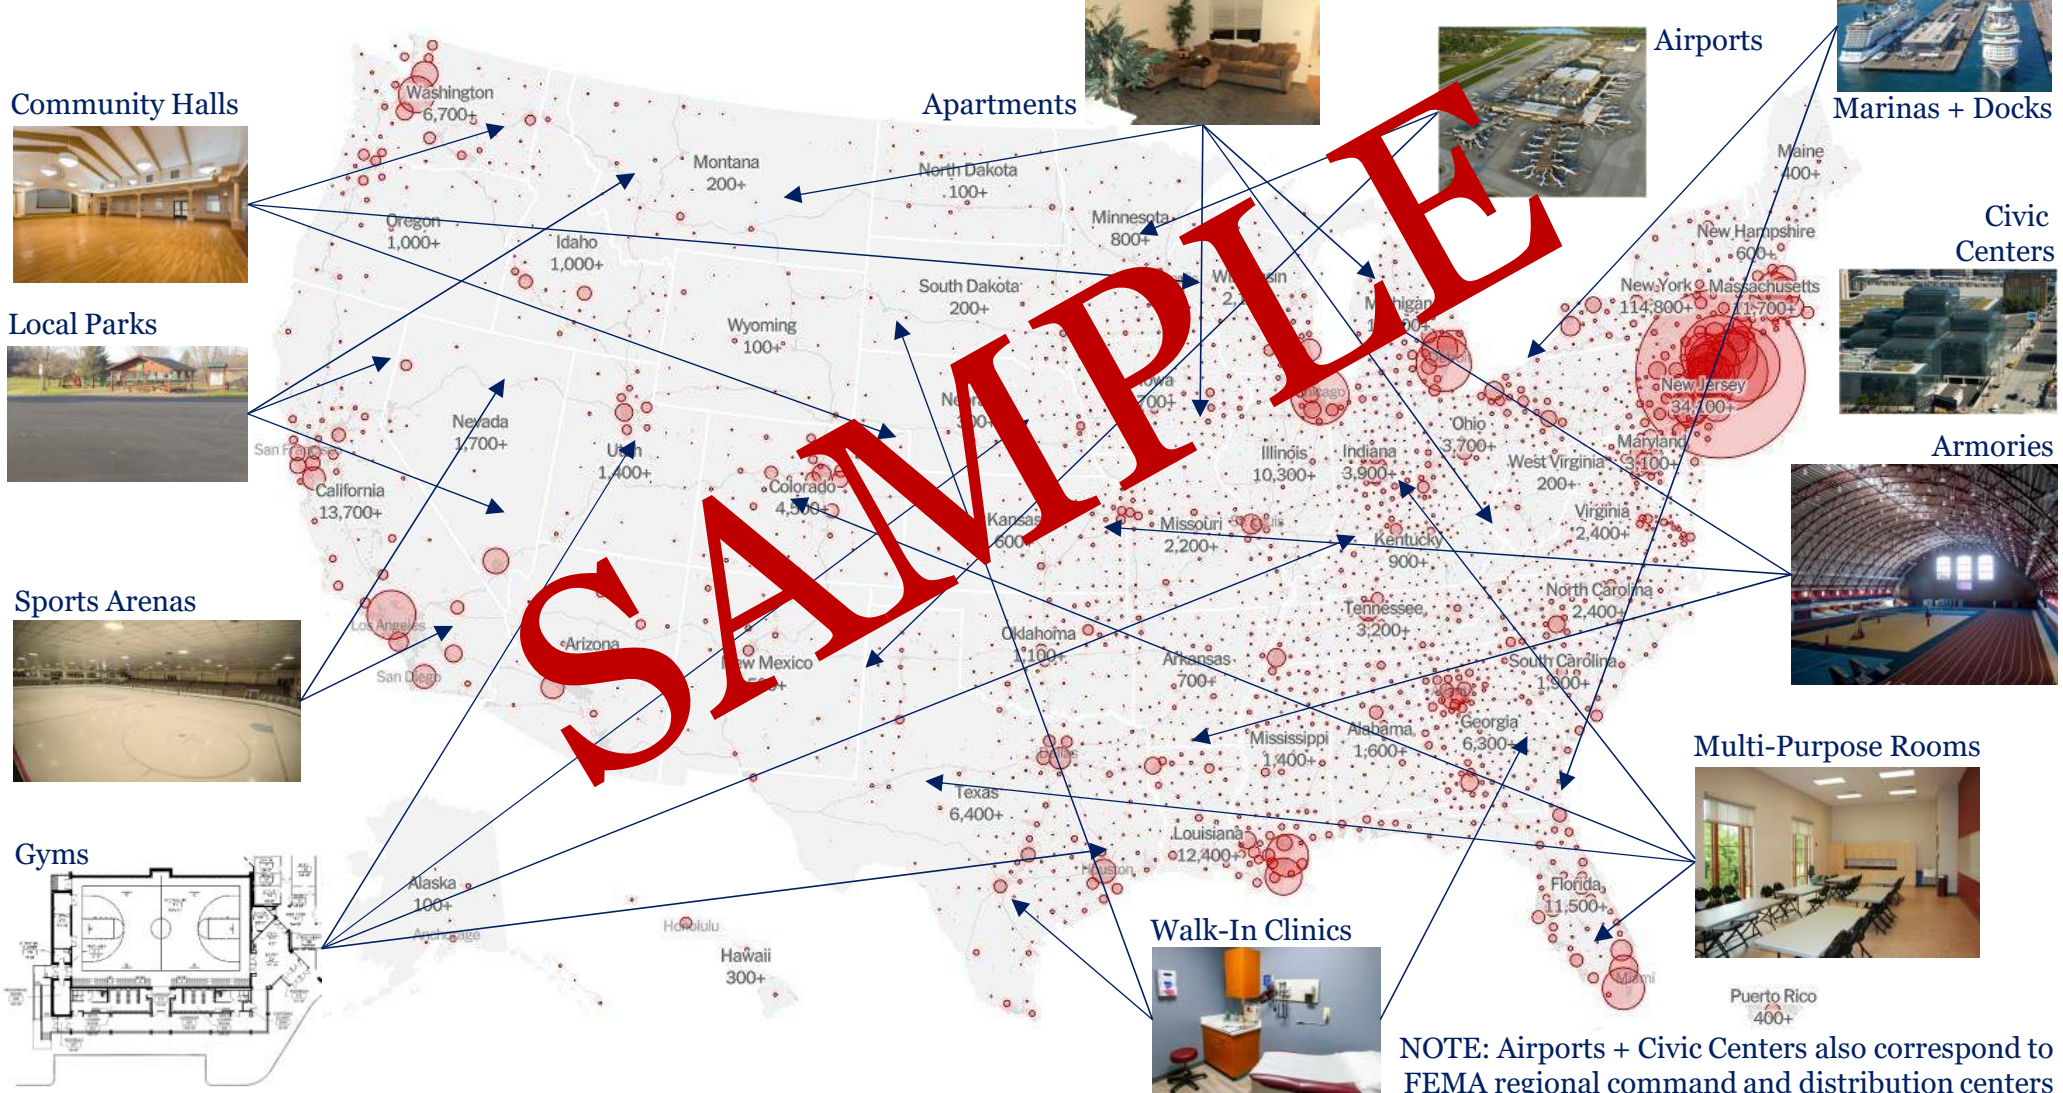 Community Halls
Local Parks
Sports Arenas
Gyms
Apartments
Airports
Marinas + Docks
Civic
Centers
Armories
Multi-Purpose Rooms
Walk-In Clinics
SAMPLE
Washington
6,700+
Oregon
1,000+
Idaho
1,000+
Montana
200+
North Dakota
100+
Minnesota
800+
South Dakota
200+
Wyoming
100+
Nevada
1,700+
Utah
1,400+
Colorado
4,500+
California
13,700+
San Francisco
Los Angeles
San Diego
Arizona
New Mexico
Kansas
600+
Oklahoma
1,100+
Texas
6,400+
Dallas
Houston
Missouri
2,200+
Arkansas
700+
Louisiana
12,400+
Mississippi
1,400+
Alabama
1,600+
Georgia
6,300+
Florida
11,500+
Miami
Tennessee
3,200+
Kentucky
900+
Illinois
10,300+
Chicago
Indiana
3,900+
Ohio
3,700+
Michigan
West Virginia
200+
Virginia
2,400+
North Carolina
2,400+
South Carolina
1,900+
Maryland
3,100+
New Jersey
34,100+
New York
114,800+
Massachusetts
11,700+
New Hampshire
600+
Maine
400+
Alaska
100+
Anchorage
Honolulu
Hawaii
300+
Puerto Rico
400+
NOTE: Airports + Civic Centers also correspond to
FEMA regional command and distribution centers